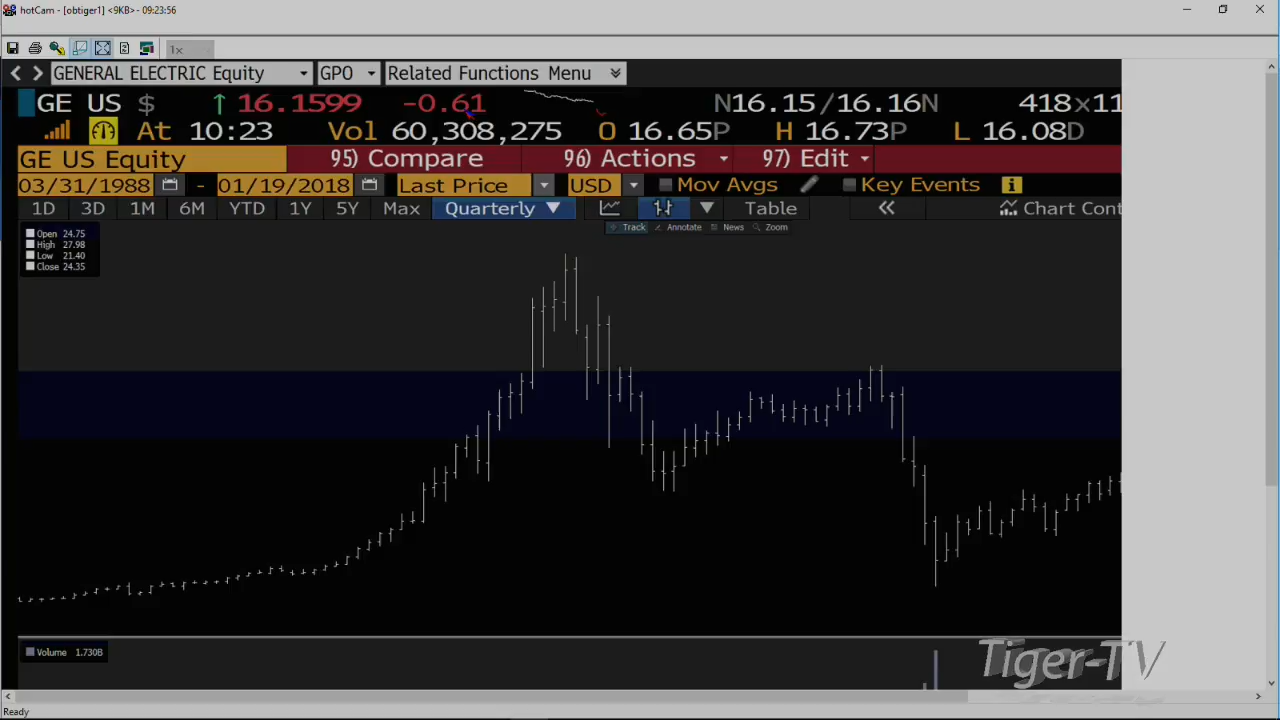 hotCam - [obtiger1] <9KB>- 09:23:56
1x
GENERAL ELECTRIC Equity GPO Related Functions Menu
GE US $ ↑ 16.1599 -0.61 N16.15/16.16N 418x11
At 10:23 Vol 60,308,275 O 16.65P H 16.73P L 16.08D
GE US Equity 95) Compare 96) Actions 97) Edit
03/31/1988 - 01/19/2018 Last Price USD Mov Avgs Key Events
1D 3D 1M 6M YTD 1Y 5Y Max Quarterly ▼ Table « Chart Cont
Track Annotate News Zoom
Open 24.75
High 27.98
Low 21.40
Close 24.35
Volume 1.730B
Tiger-TV
Ready